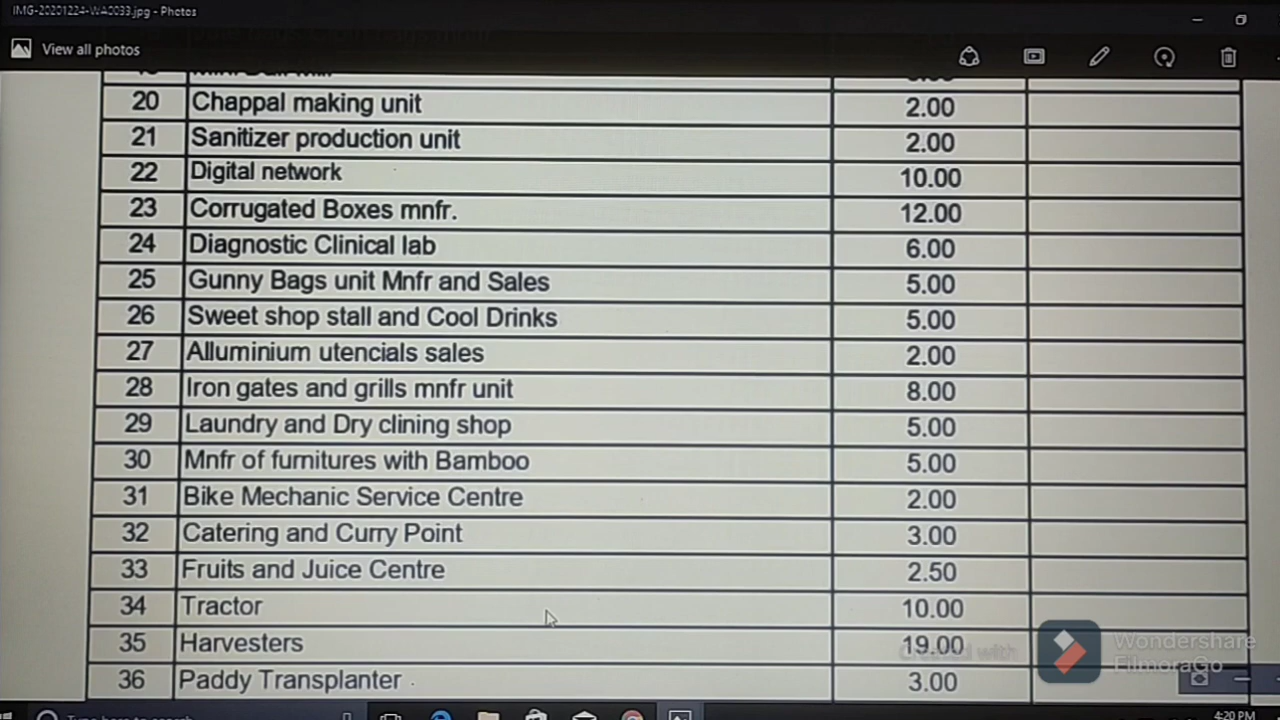 IMG-20201224-WA0033.jpg - Photos
View all photos
20 Chappal making unit 2.00
21 Sanitizer production unit 2.00
22 Digital network 10.00
23 Corrugated Boxes mnfr. 12.00
24 Diagnostic Clinical lab 6.00
25 Gunny Bags unit Mnfr and Sales 5.00
26 Sweet shop stall and Cool Drinks 5.00
27 Alluminium utencials sales 2.00
28 Iron gates and grills mnfr unit 8.00
29 Laundry and Dry clining shop 5.00
30 Mnfr of furnitures with Bamboo 5.00
31 Bike Mechanic Service Centre 2.00
32 Catering and Curry Point 3.00
33 Fruits and Juice Centre 2.50
34 Tractor 10.00
35 Harvesters 19.00
36 Paddy Transplanter 3.00
Created with
Wondershare
FilmoraGo
Type here to search
4:20 PM